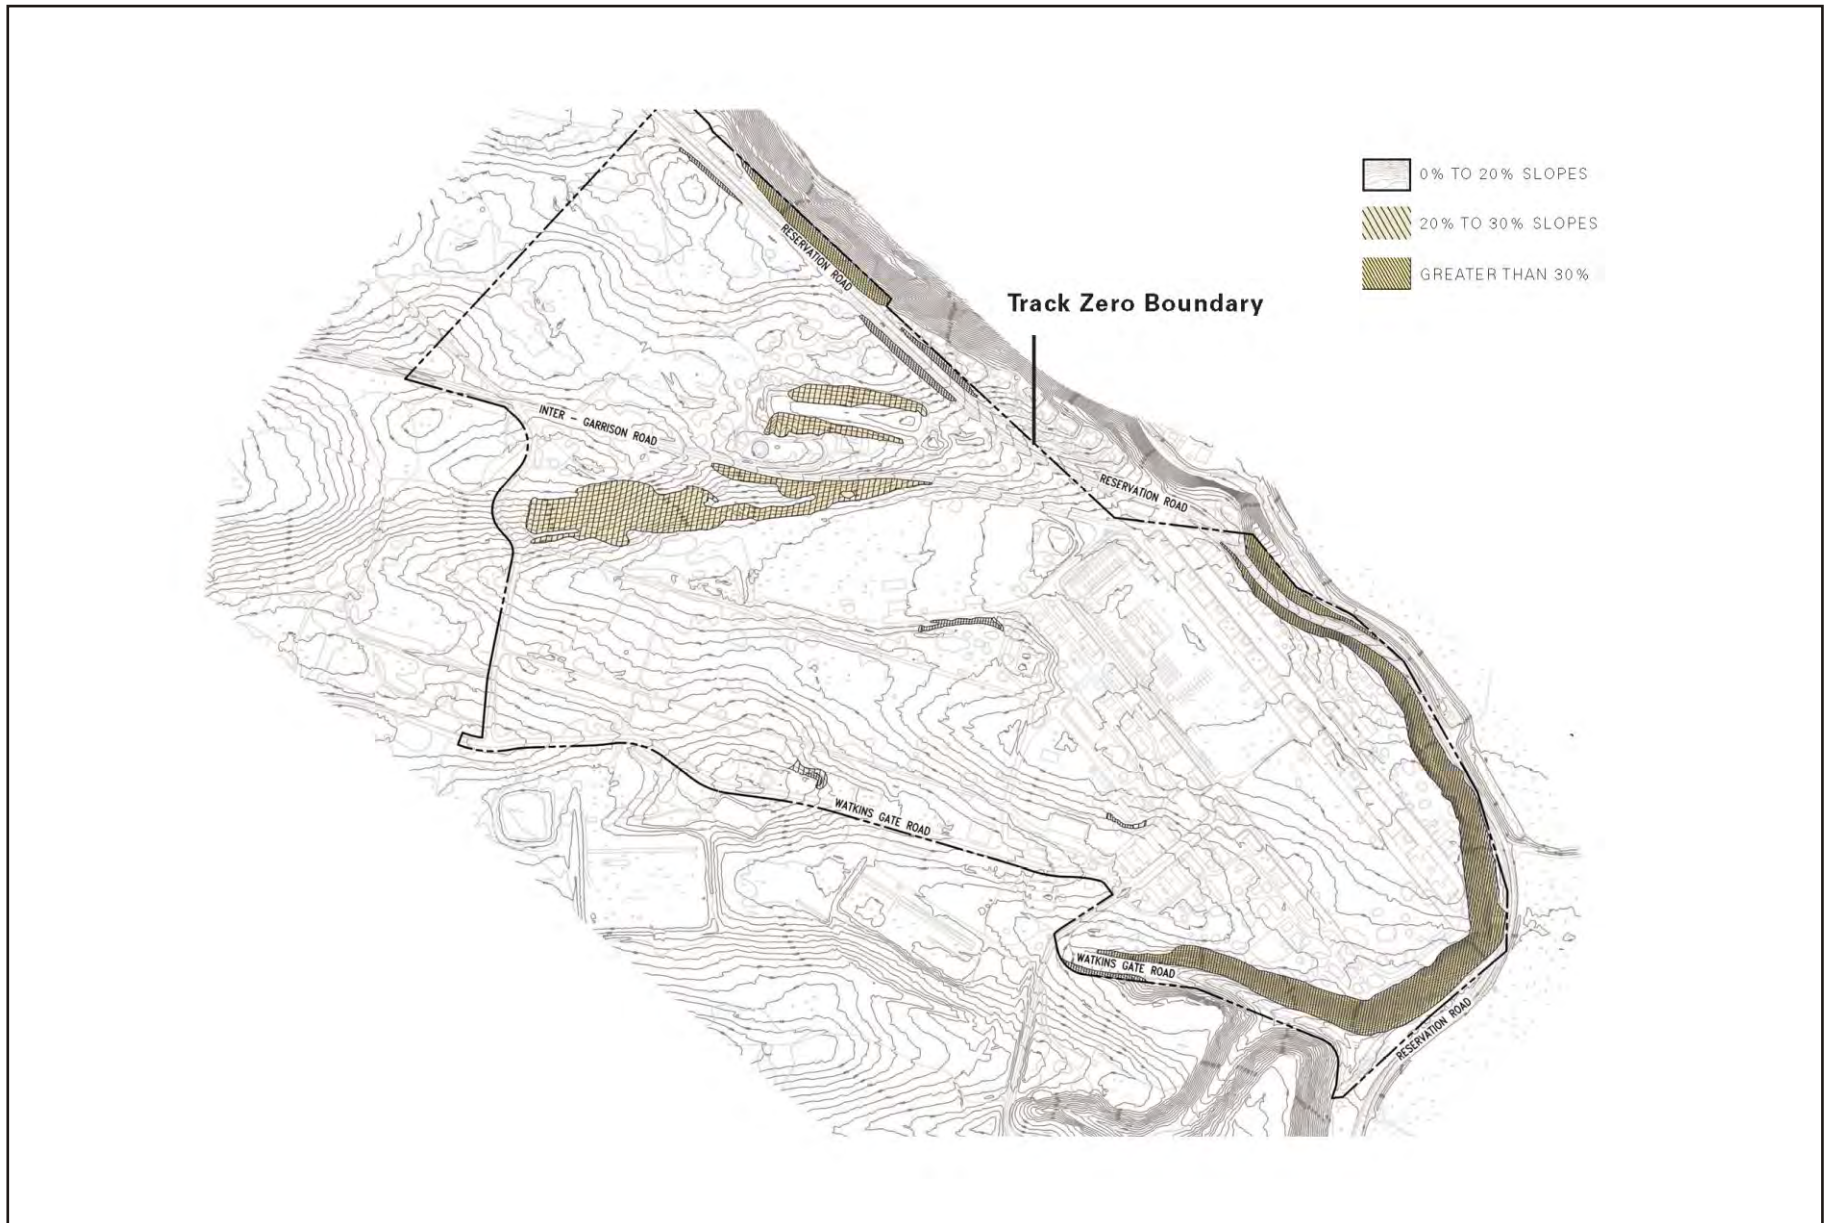 0% TO 20% SLOPES
20% TO 30% SLOPES
GREATER THAN 30%
RESERVATION ROAD
Track Zero Boundary
INTER - GARRISON ROAD
RESERVATION ROAD
WATKINS GATE ROAD
WATKINS GATE ROAD
RESERVATION ROAD